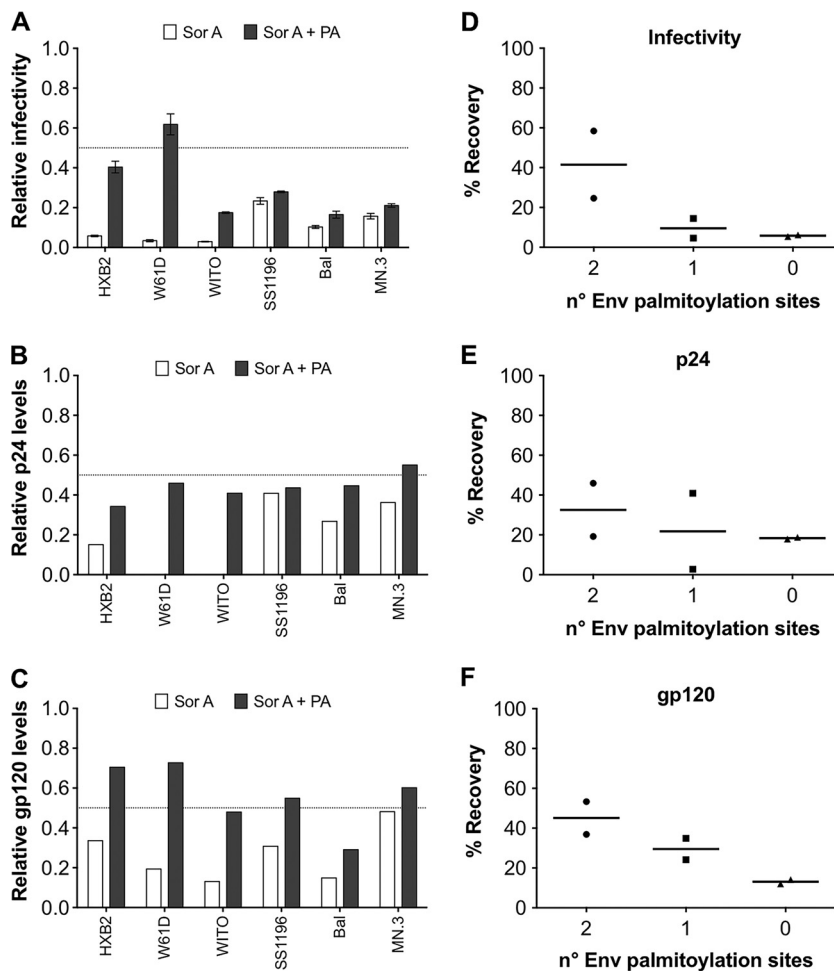 A
Sor A
Sor A + PA
Relative infectivity
1.0
0.8
0.6
0.4
0.2
0.0
HXB2
W61D
WITO
SS1196
Bal
MN.3
D
Infectivity
% Recovery
100
80
60
40
20
0
2
1
0
n° Env palmitoylation sites
B
Sor A
Sor A + PA
Relative p24 levels
1.0
0.8
0.6
0.4
0.2
0.0
HXB2
W61D
WITO
SS1196
Bal
MN.3
E
p24
% Recovery
100
80
60
40
20
0
2
1
0
n° Env palmitoylation sites
C
Sor A
Sor A + PA
Relative gp120 levels
1.0
0.8
0.6
0.4
0.2
0.0
HXB2
W61D
WITO
SS1196
Bal
MN.3
F
gp120
% Recovery
100
80
60
40
20
0
2
1
0
n° Env palmitoylation sites